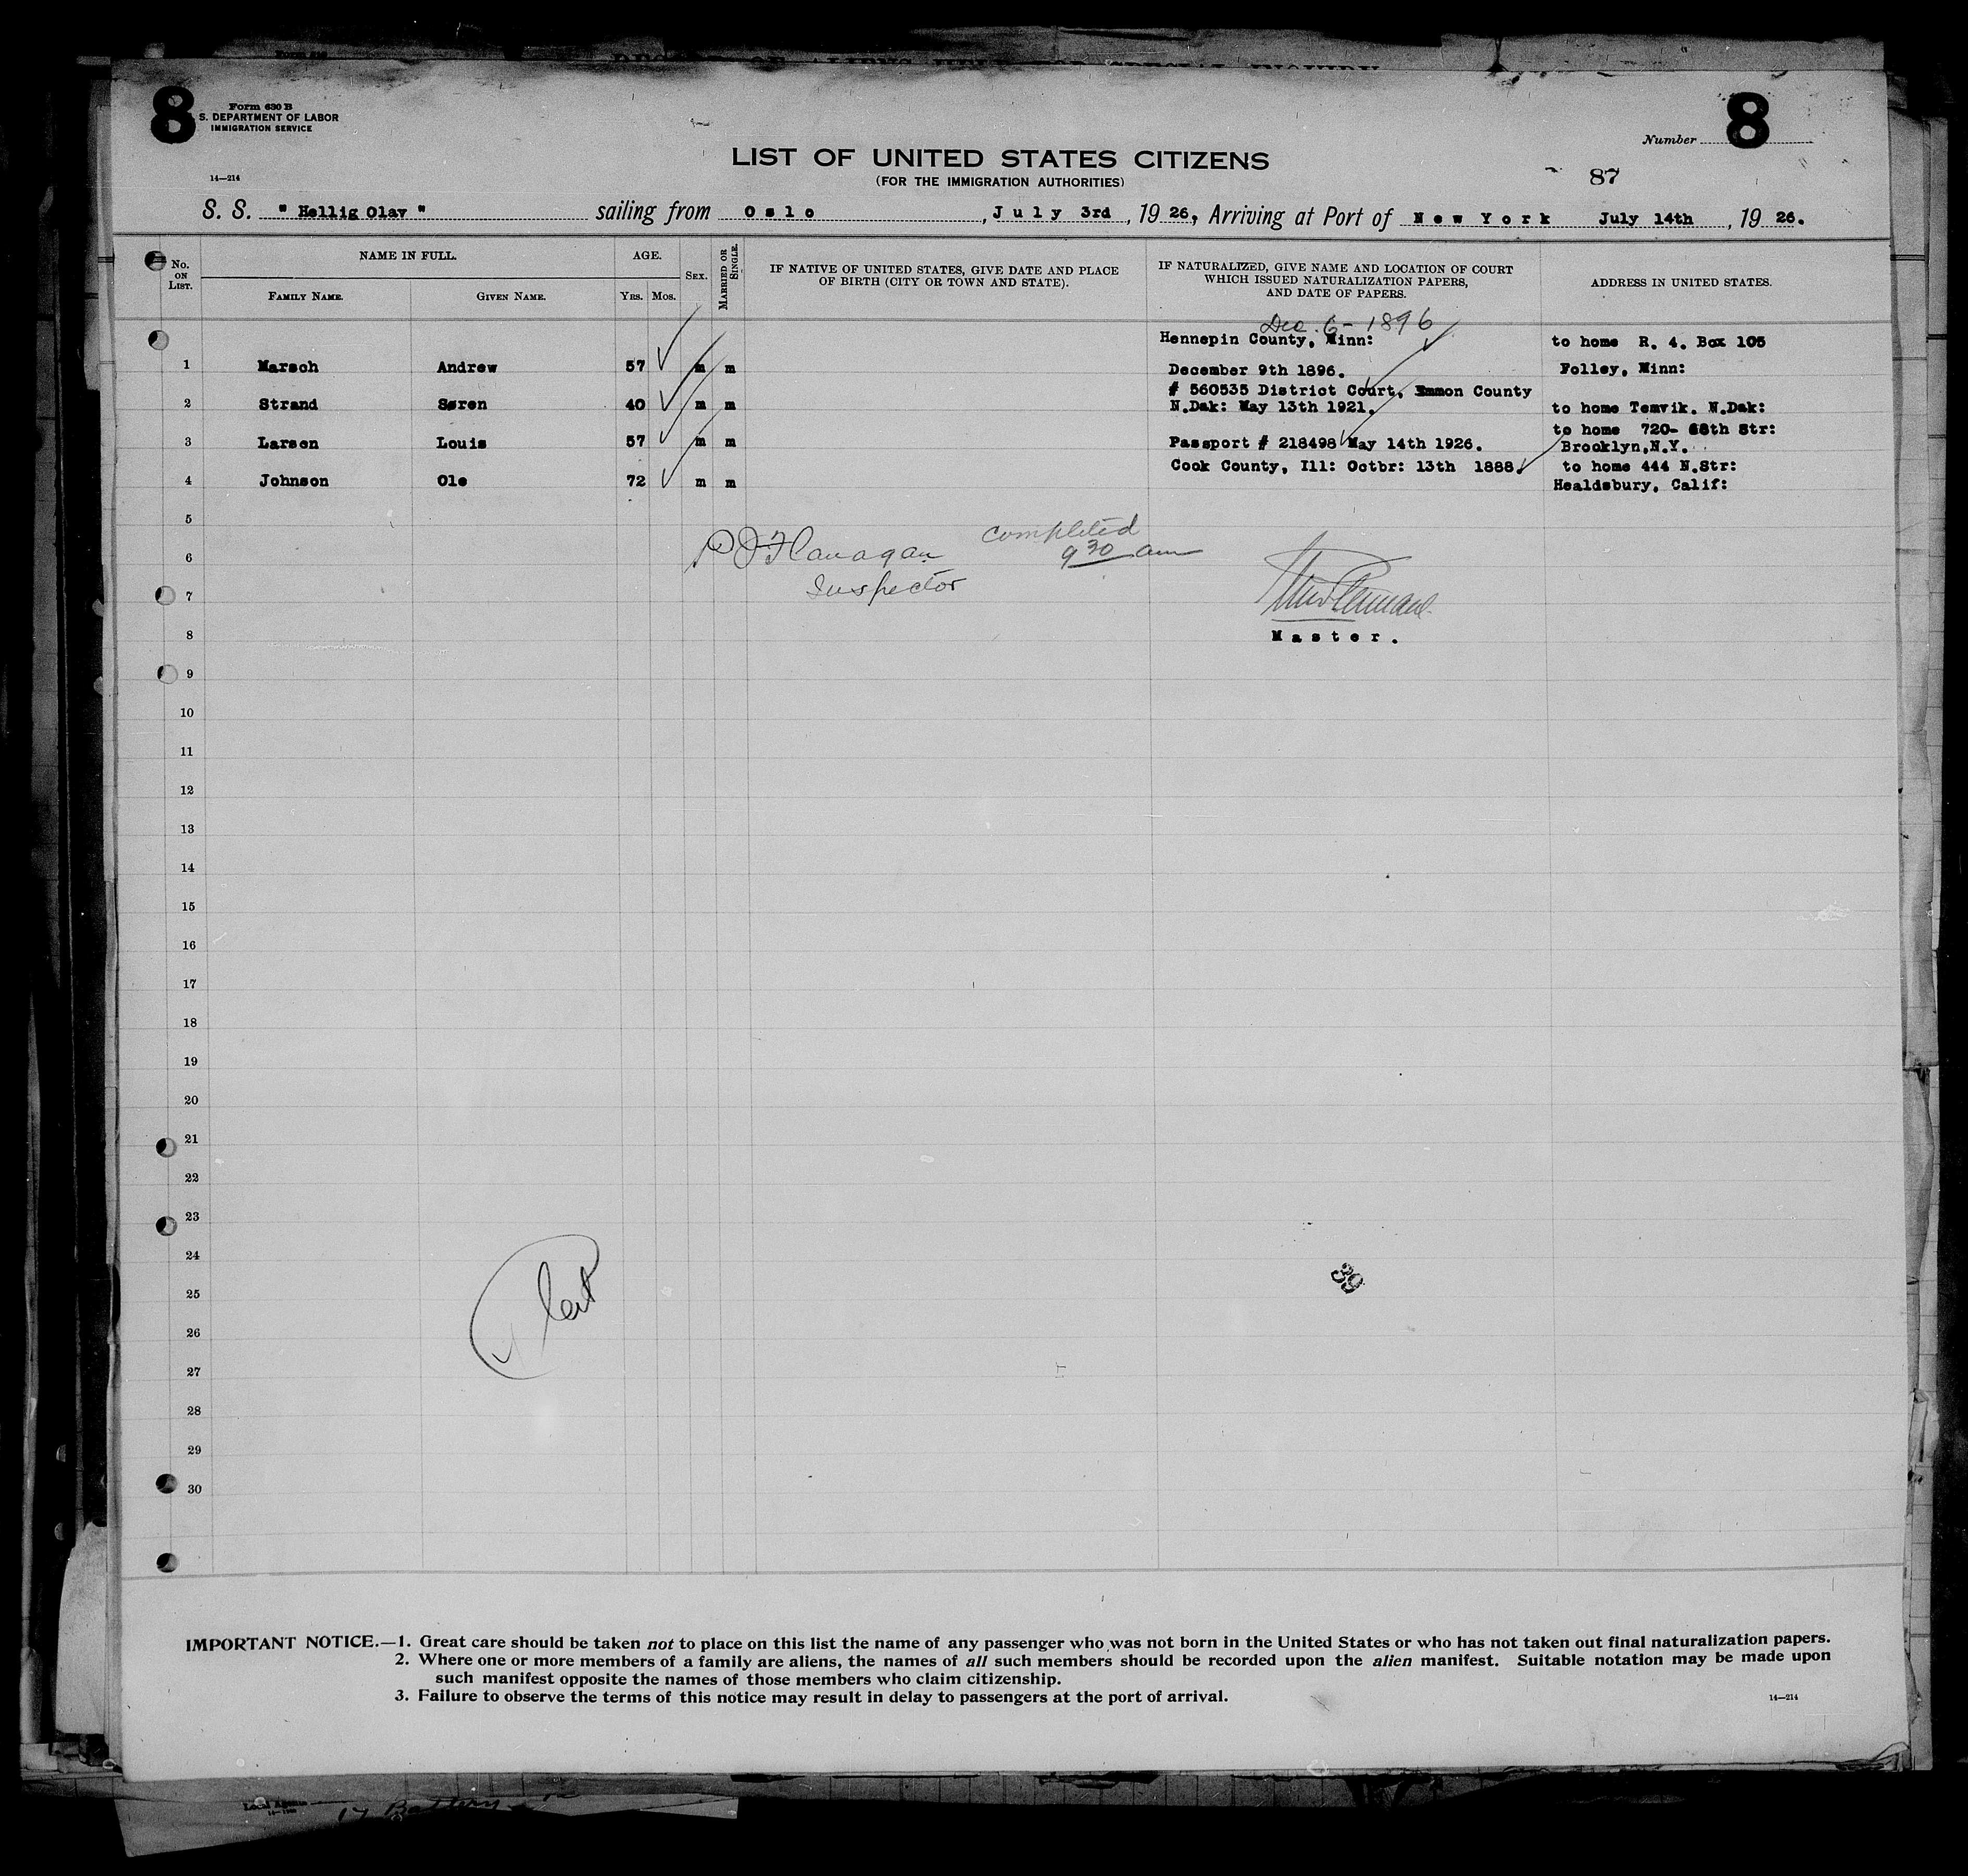 8
Form 630 B
S. DEPARTMENT OF LABOR
IMMIGRATION SERVICE
14—214
Number 8
LIST OF UNITED STATES CITIZENS
(FOR THE IMMIGRATION AUTHORITIES)
87
S. S. "Hellig Olav" sailing from Oslo, July 3rd, 1926, Arriving at Port of New York July 14th, 1926.
No. ON LIST.
NAME IN FULL.
FAMILY NAME.
GIVEN NAME.
AGE.
YRS. MOS.
SEX.
MARRIED OR SINGLE.
IF NATIVE OF UNITED STATES, GIVE DATE AND PLACE
OF BIRTH (CITY OR TOWN AND STATE).
IF NATURALIZED, GIVE NAME AND LOCATION OF COURT
WHICH ISSUED NATURALIZATION PAPERS,
AND DATE OF PAPERS.
ADDRESS IN UNITED STATES.
Dec. 6- 1896
Hennepin County, Minn: to home R. 4. Box 105
1 Marsch Andrew 57 m m December 9th 1896. Folley, Minn:
# 560535 District Court, Emmon County
2 Strand Søren 40 m m N.Dak: May 13th 1921. to home Temvik. N.Dak:
to home 720- 68th Str:
3 Larsen Louis 57 m m Passport # 218498 May 14th 1926. Brooklyn,N.Y.
Cook County, Ill: Octbr: 13th 1888. to home 444 N.Str:
4 Johnson Ole 72 m m Healdsbury, Calif:
5
completed
6 P J Flanagan 9 30 am
Inspector
7
8 Master.
9
10
11
12
13
14
15
16
17
18
19
20
21
22
23
24
39
25
26
27
28
29
30
IMPORTANT NOTICE.—1. Great care should be taken not to place on this list the name of any passenger who was not born in the United States or who has not taken out final naturalization papers.
2. Where one or more members of a family are aliens, the names of all such members should be recorded upon the alien manifest. Suitable notation may be made upon
such manifest opposite the names of those members who claim citizenship.
3. Failure to observe the terms of this notice may result in delay to passengers at the port of arrival.
14—214